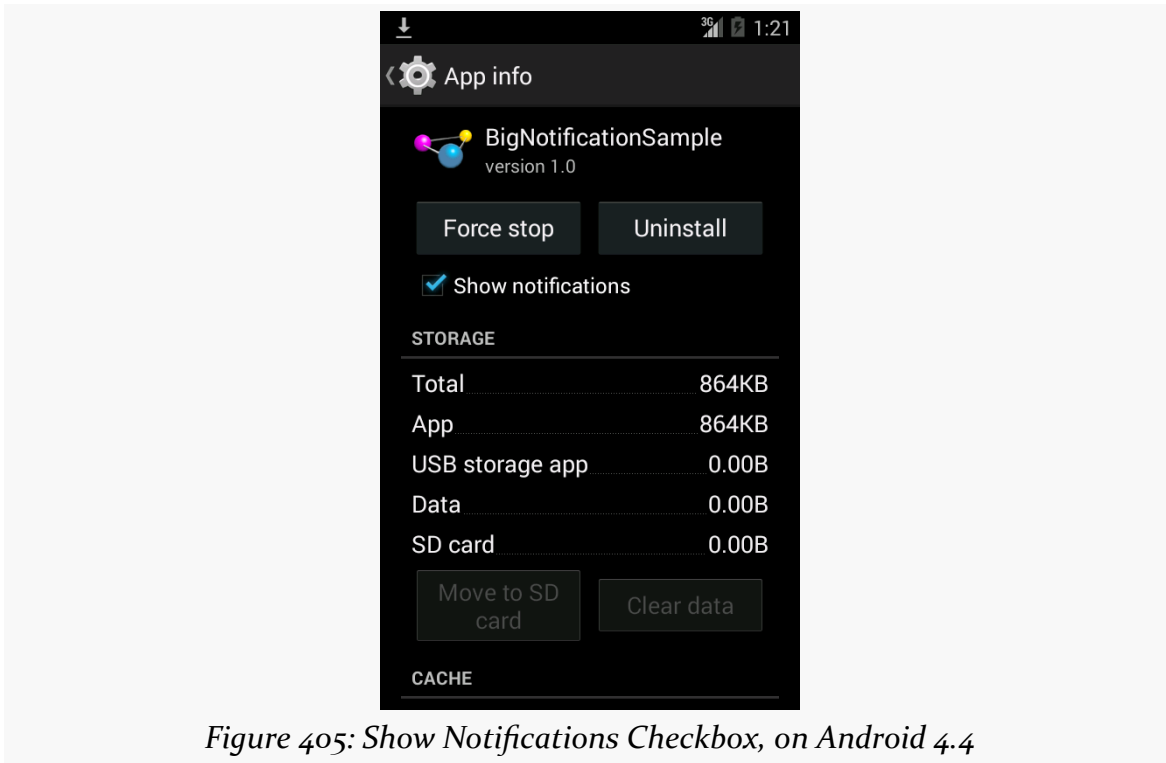 3G 1:21
App info
BigNotificationSample
version 1.0
Force stop Uninstall
Show notifications
STORAGE
Total 864KB
App 864KB
USB storage app 0.00B
Data 0.00B
SD card 0.00B
Move to SD
card
Clear data
CACHE
Figure 405: Show Notifications Checkbox, on Android 4.4